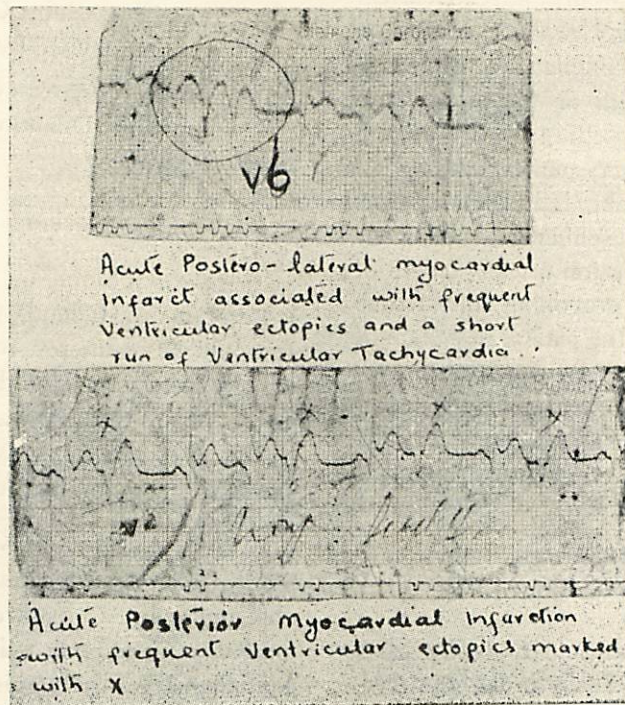 V6
Acute Postero-lateral myocardial
infarct associated with frequent
Ventricular ectopics and a short
run of Ventricular Tachycardia.
X X X X
Acute Posterior Myocardial Infarction
with frequent ventricular ectopics marked
with X